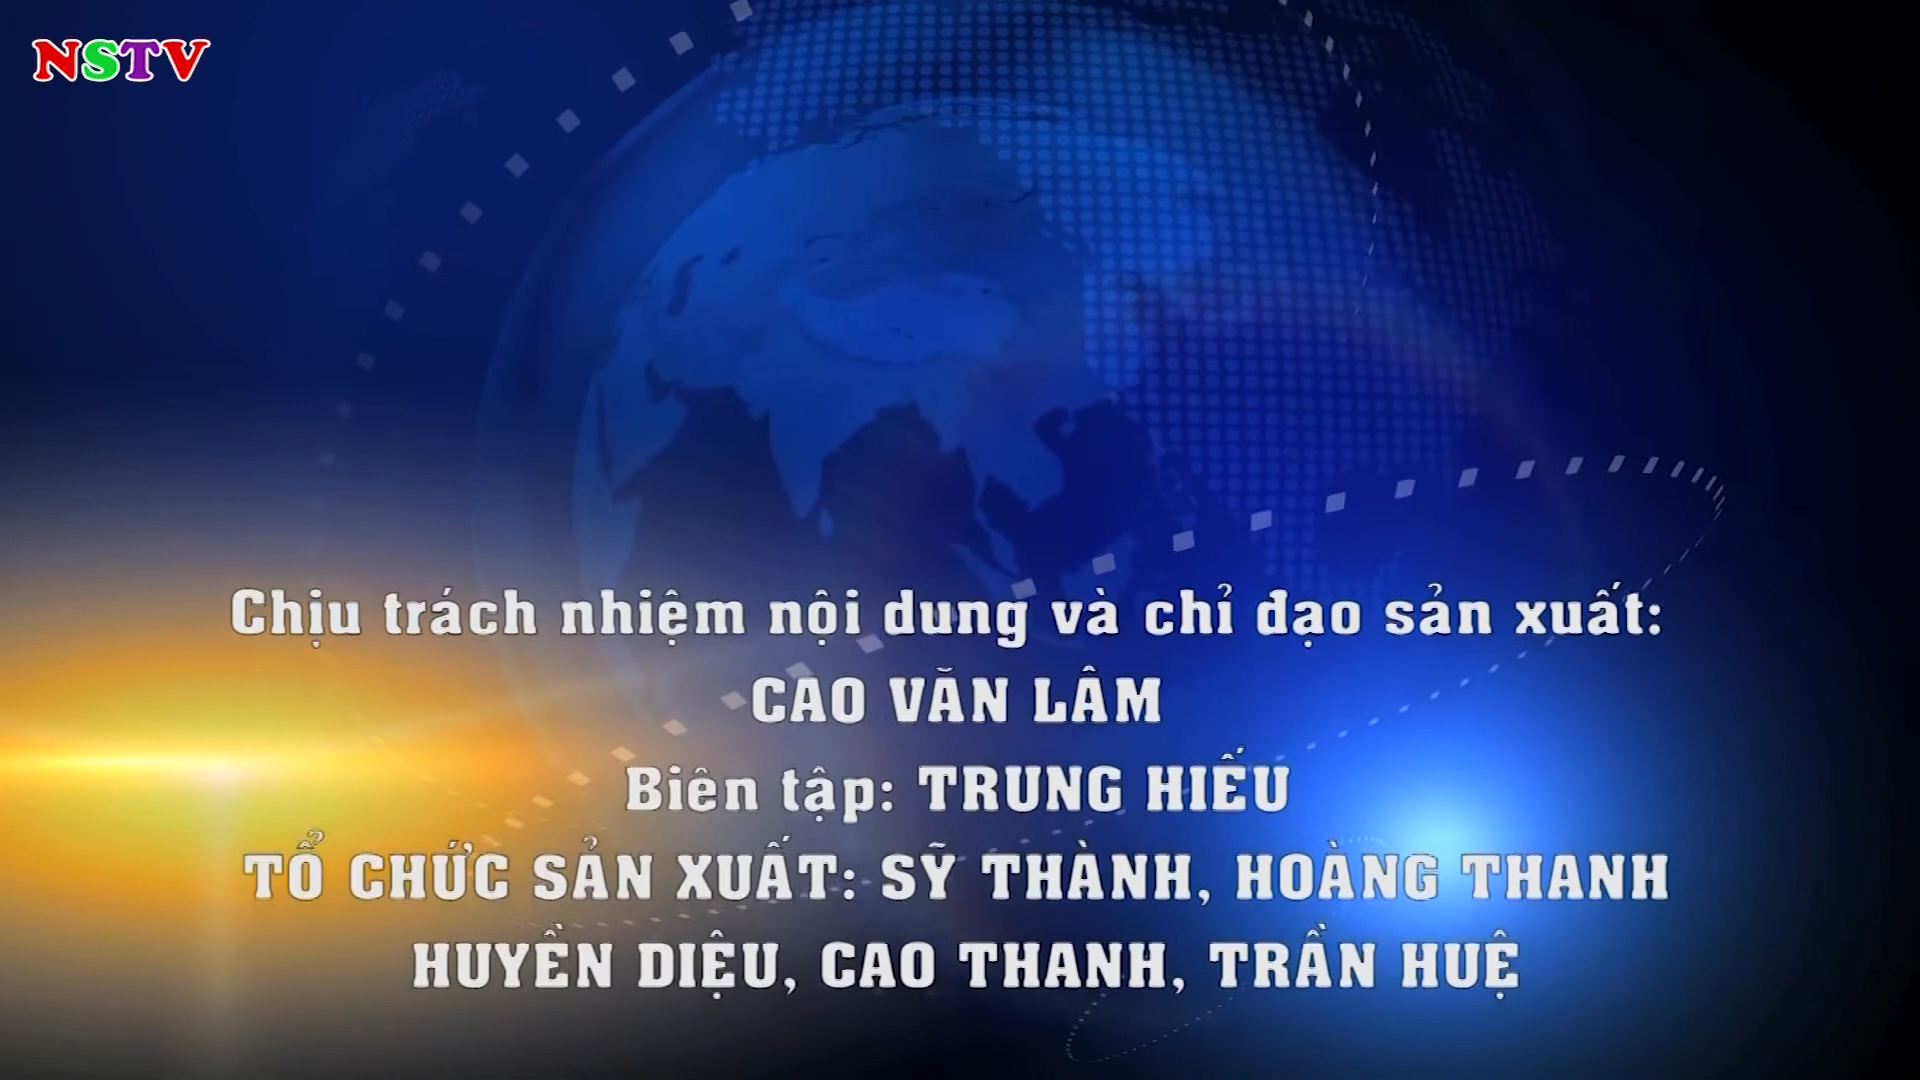 NSTV
Chịu trách nhiệm nội dung và chỉ đạo sản xuất:
CAO VĂN LÂM
Biên tập: TRUNG HIẾU
TỔ CHỨC SẢN XUẤT: SỸ THÀNH, HOÀNG THANH
HUYỀN DIỆU, CAO THANH, TRẦN HUỆ